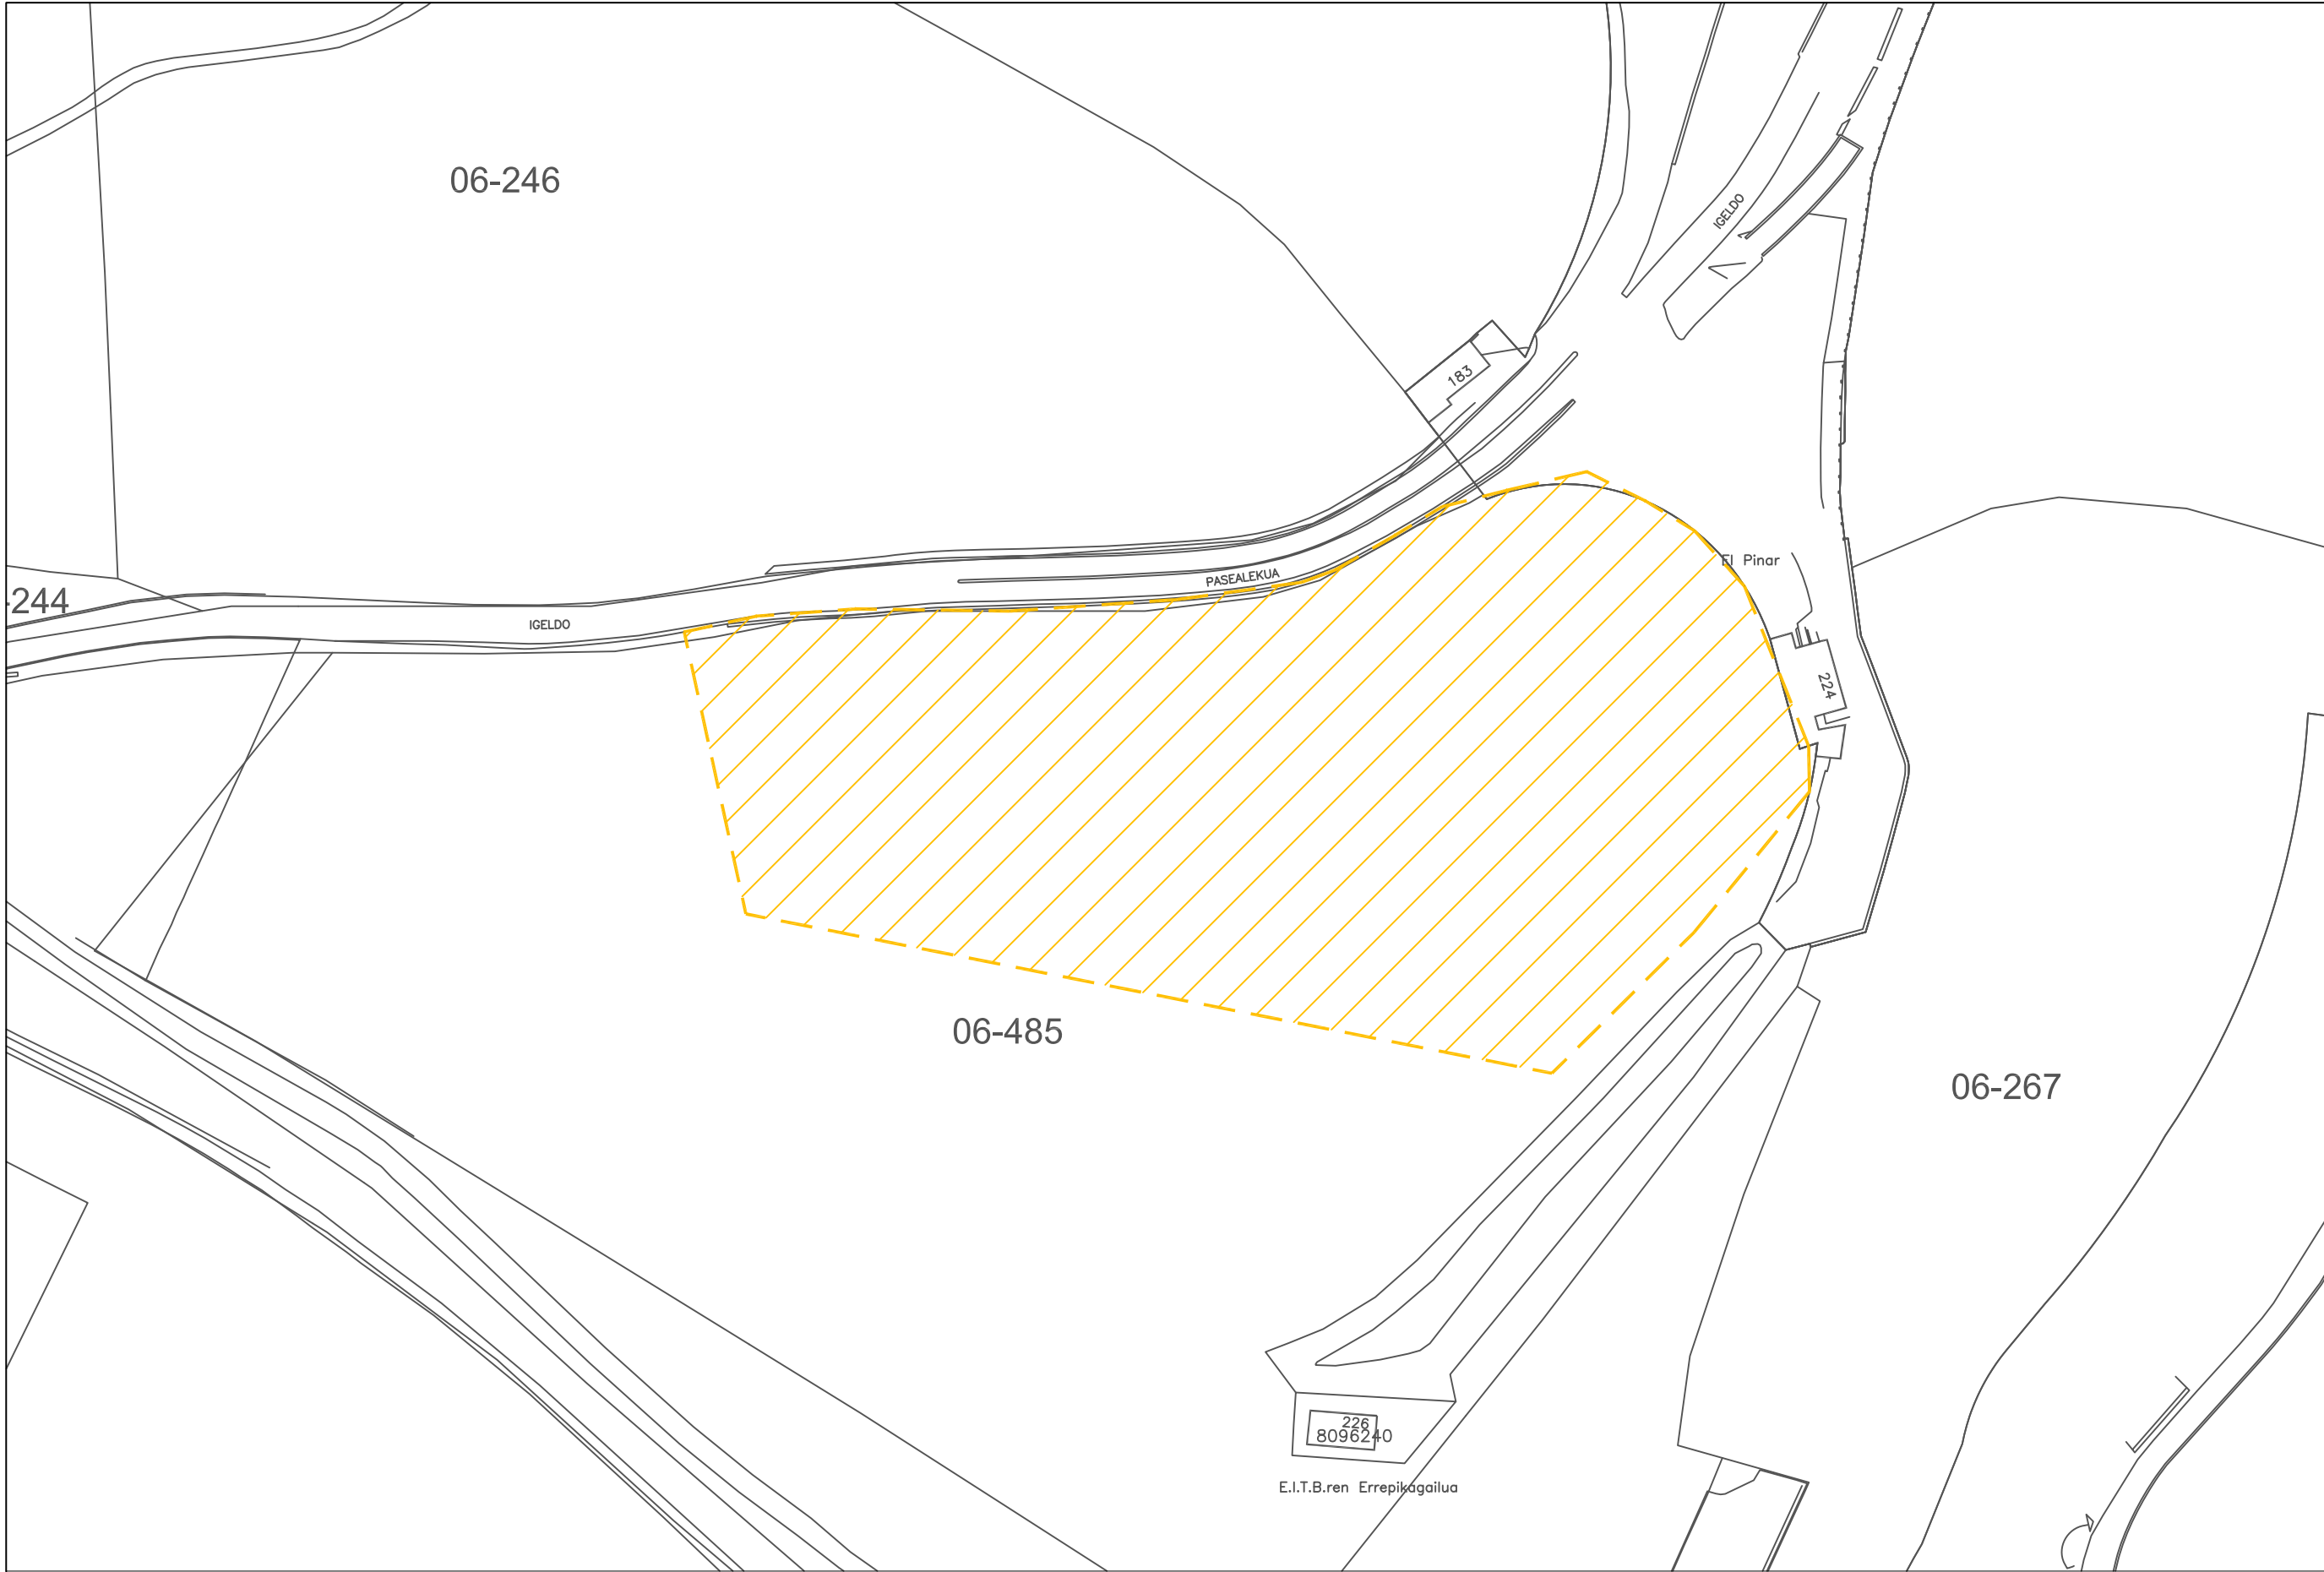 06-246
IGELDO
183
El Pinar
-244
PASEALEKUA
IGELDO
224
06-485
06-267
226
8096240
E.I.T.B.ren Errepikagailua